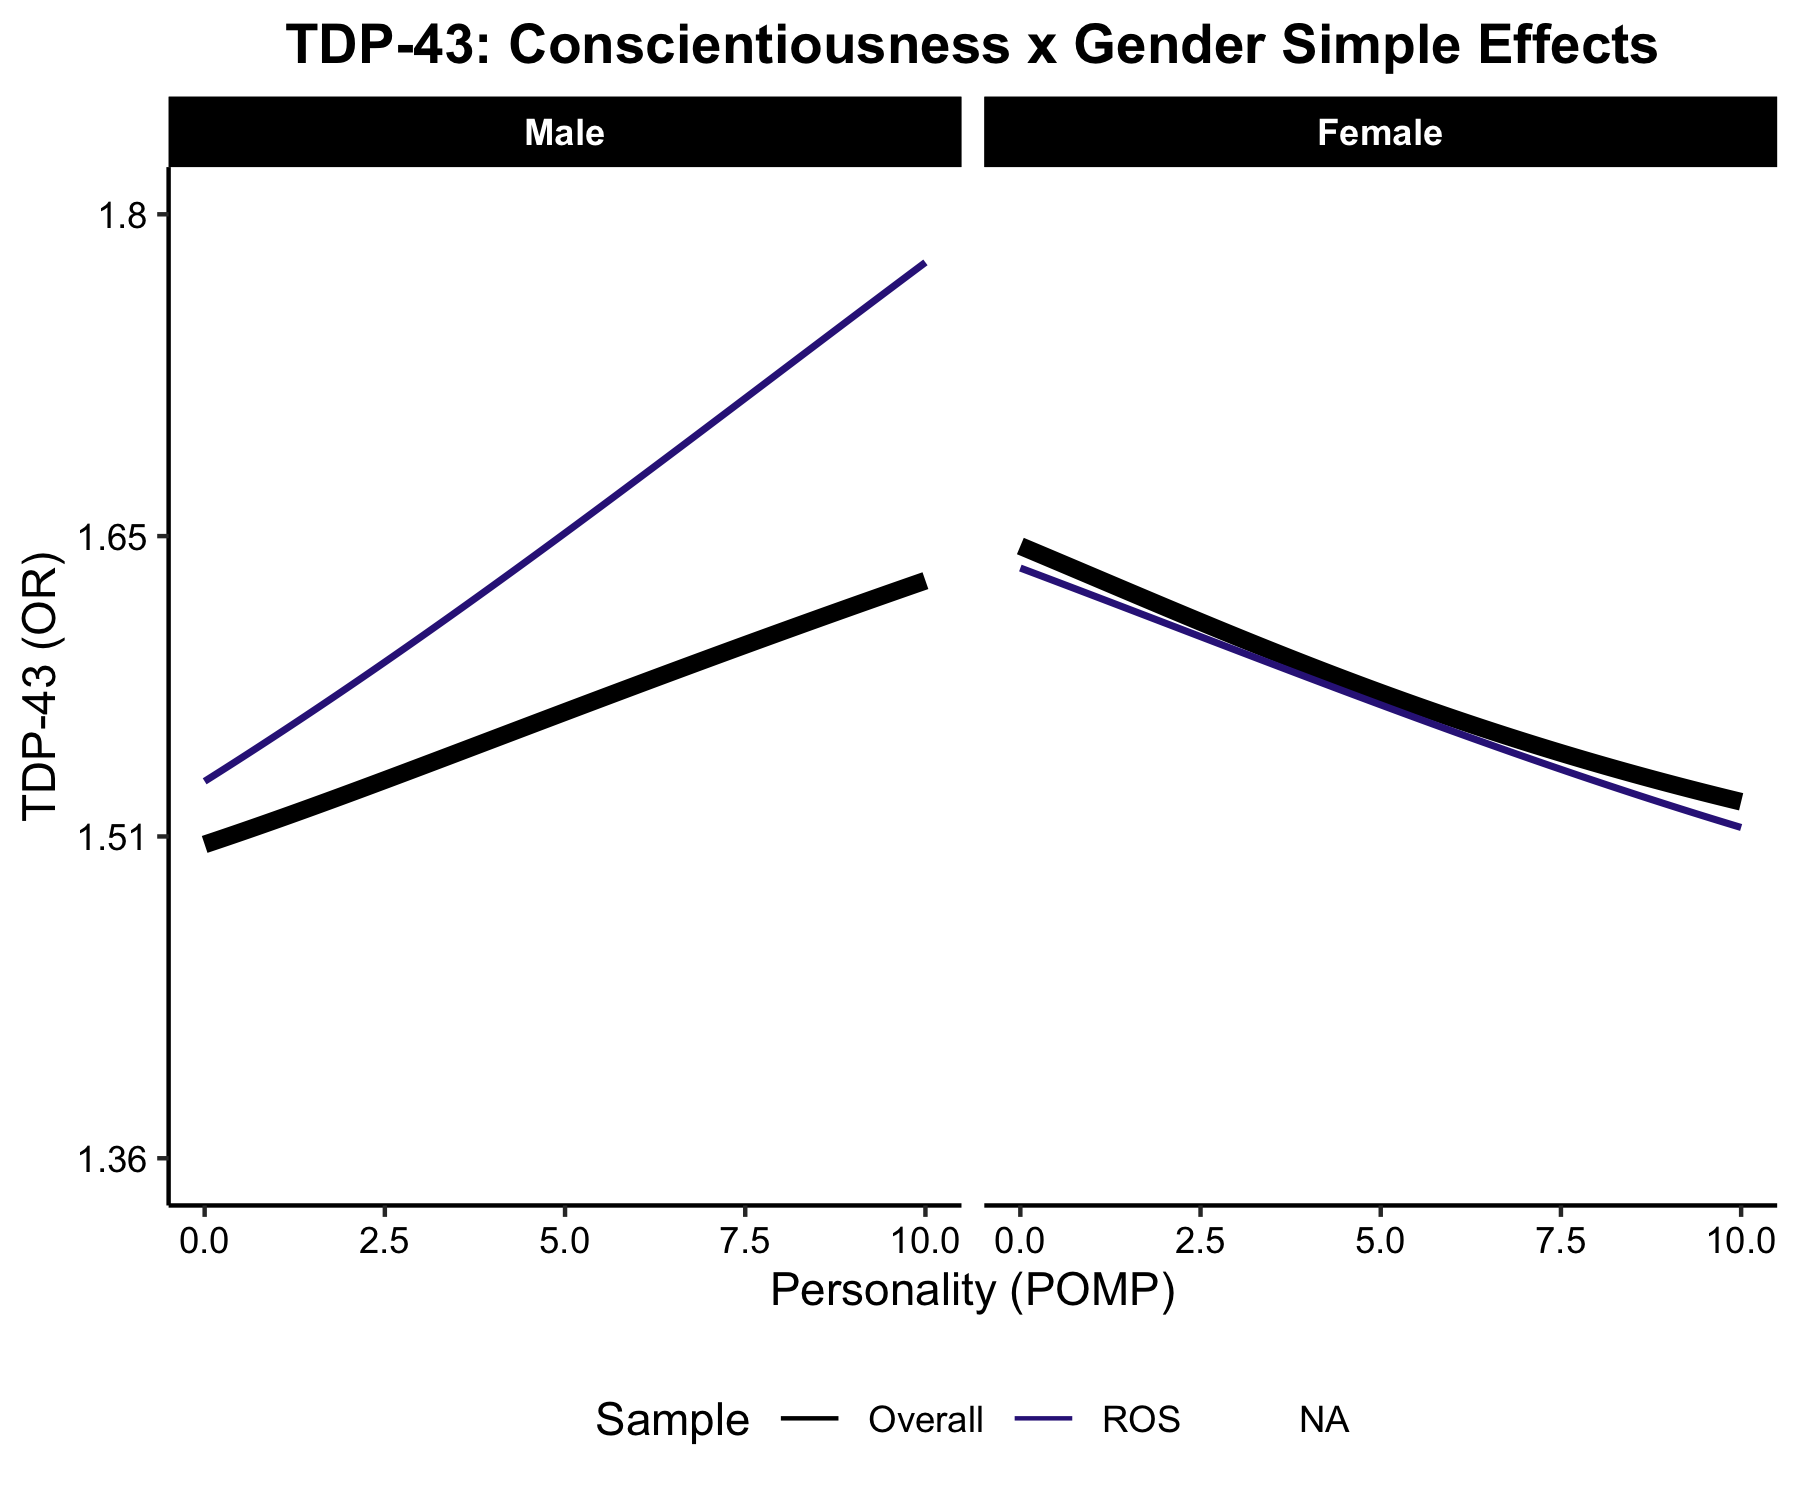 TDP-43: Conscientiousness x Gender Simple Effects
Male Female
1.8
1.65
1.51
1.36
TDP-43 (OR)
0.0 2.5 5.0 7.5 10.0 0.0 2.5 5.0 7.5 10.0
Personality (POMP)
Sample Overall ROS NA